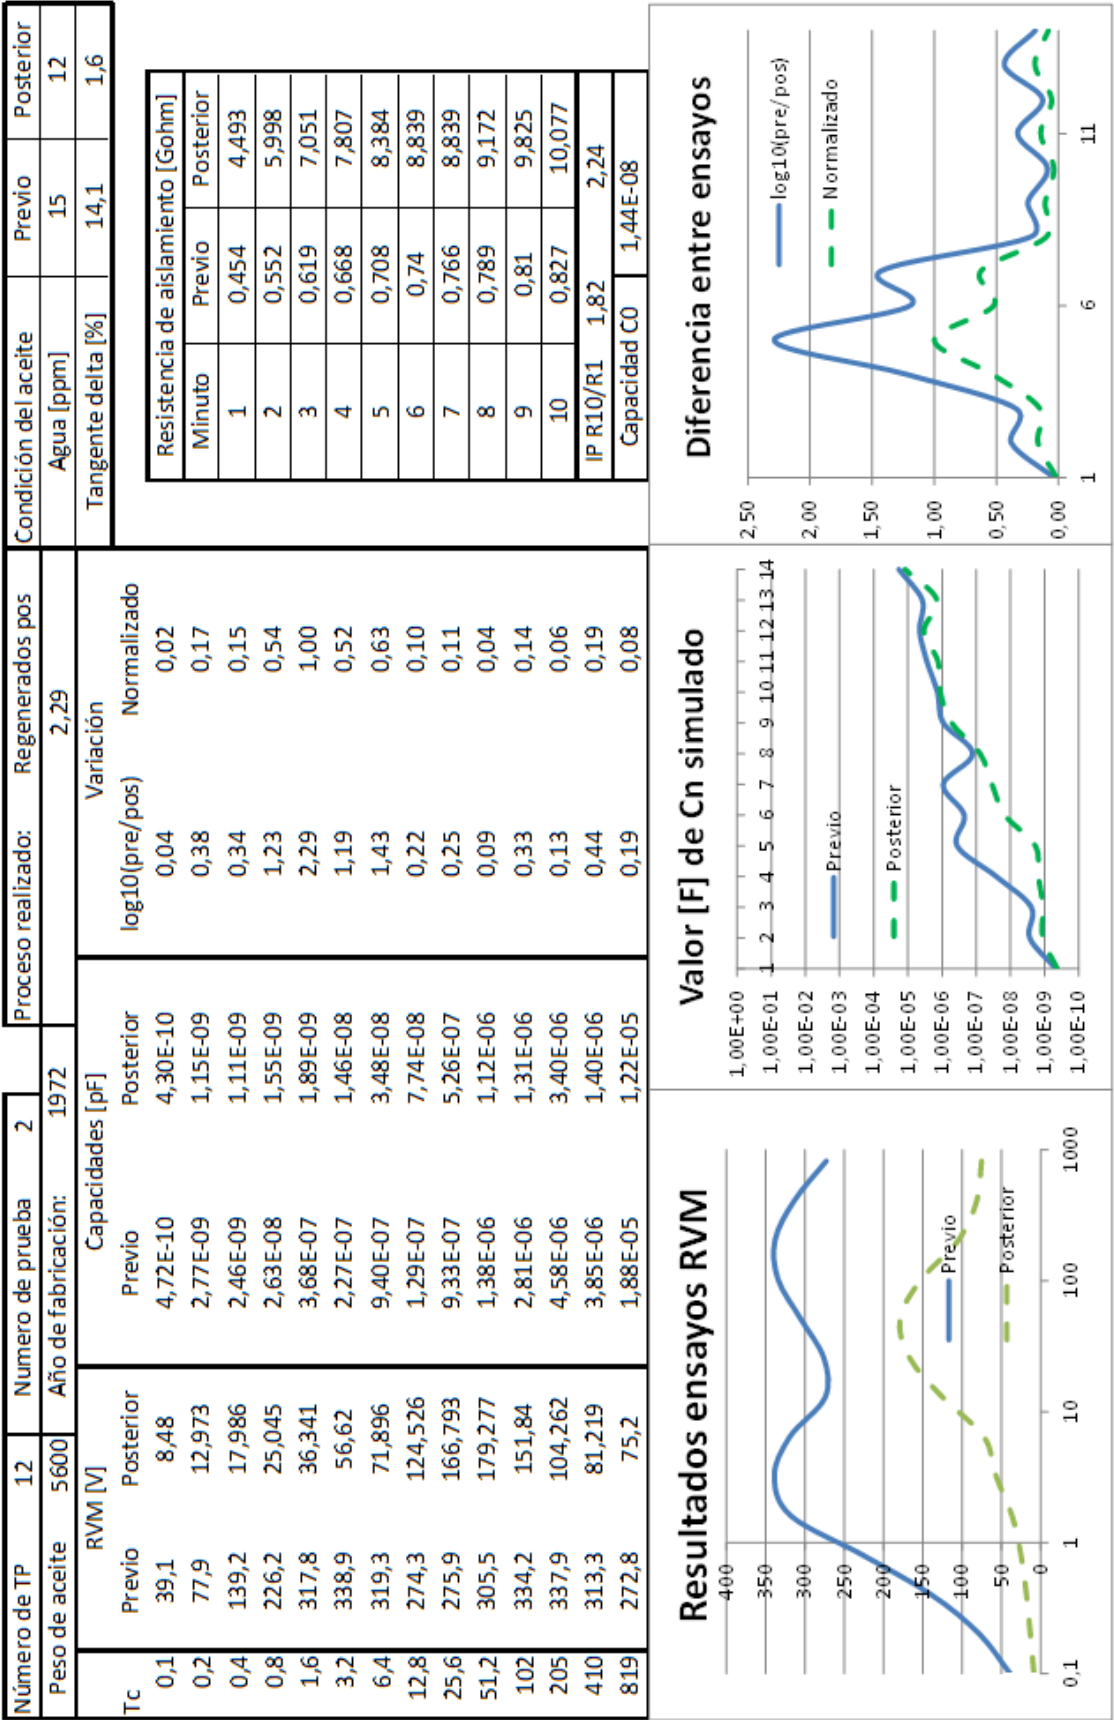 Número de TP 12 Numero de prueba 2 Proceso realizado: Regenerados pos Condición del aceite Previo Posterior
Peso de aceite 5600 Año de fabricación: 1972 2,29 Agua [ppm] 15 12
RVM [V] Capacidades [pF] Variación Tangente delta [%] 14,1 1,6
Tc Previo Posterior Previo Posterior log10(pre/pos) Normalizado
0,1 39,1 8,48 4,72E-10 4,30E-10 0,04 0,02
0,2 77,9 12,973 2,77E-09 1,15E-09 0,38 0,17
0,4 139,2 17,986 2,46E-09 1,11E-09 0,34 0,15
0,8 226,2 25,045 2,63E-08 1,55E-09 1,23 0,54
1,6 317,8 36,341 3,68E-07 1,89E-09 2,29 1,00
3,2 338,9 56,62 2,27E-07 1,46E-08 1,19 0,52
6,4 319,3 71,896 9,40E-07 3,48E-08 1,43 0,63
12,8 274,3 124,526 1,29E-07 7,74E-08 0,22 0,10
25,6 275,9 166,793 9,33E-07 5,26E-07 0,25 0,11
51,2 305,5 179,277 1,38E-06 1,12E-06 0,09 0,04
102 334,2 151,84 2,81E-06 1,31E-06 0,33 0,14
205 337,9 104,262 4,58E-06 3,40E-06 0,13 0,06
410 313,3 81,219 3,85E-06 1,40E-06 0,44 0,19
819 272,8 75,2 1,88E-05 1,22E-05 0,19 0,08
Resistencia de aislamiento [Gohm]
Minuto Previo Posterior
1 0,454 4,493
2 0,552 5,998
3 0,619 7,051
4 0,668 7,807
5 0,708 8,384
6 0,74 8,839
7 0,766 8,839
8 0,789 9,172
9 0,81 9,825
10 0,827 10,077
IP R10/R1 1,82 2,24
Capacidad C0 1,44E-08
Resultados ensayos RVM
400
350
300
250
200
150
100
50
0
0,1 1 10 100 1000
Previo
Posterior
Valor [F] de Cn simulado
1 2 3 4 5 6 7 8 9 10 11 12 13 14
1,00E+00
1,00E-01
1,00E-02
1,00E-03
1,00E-04
1,00E-05
1,00E-06
1,00E-07
1,00E-08
1,00E-09
1,00E-10
Previo
Posterior
Diferencia entre ensayos
2,50
2,00
1,50
1,00
0,50
0,00
1 6 11
log10(pre/pos)
Normalizado